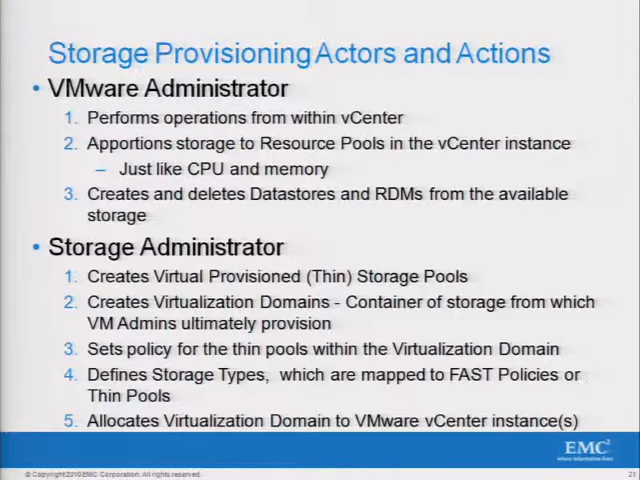 Storage Provisioning Actors and Actions
• VMware Administrator
1. Performs operations from within vCenter
2. Apportions storage to Resource Pools in the vCenter instance
– Just like CPU and memory
3. Creates and deletes Datastores and RDMs from the available
storage
• Storage Administrator
1. Creates Virtual Provisioned (Thin) Storage Pools
2. Creates Virtualization Domains - Container of storage from which
VM Admins ultimately provision
3. Sets policy for the thin pools within the Virtualization Domain
4. Defines Storage Types, which are mapped to FAST Policies or
Thin Pools
5. Allocates Virtualization Domain to VMware vCenter instance(s)
EMC²
where information lives
© Copyright 2010 EMC Corporation. All rights reserved.
21